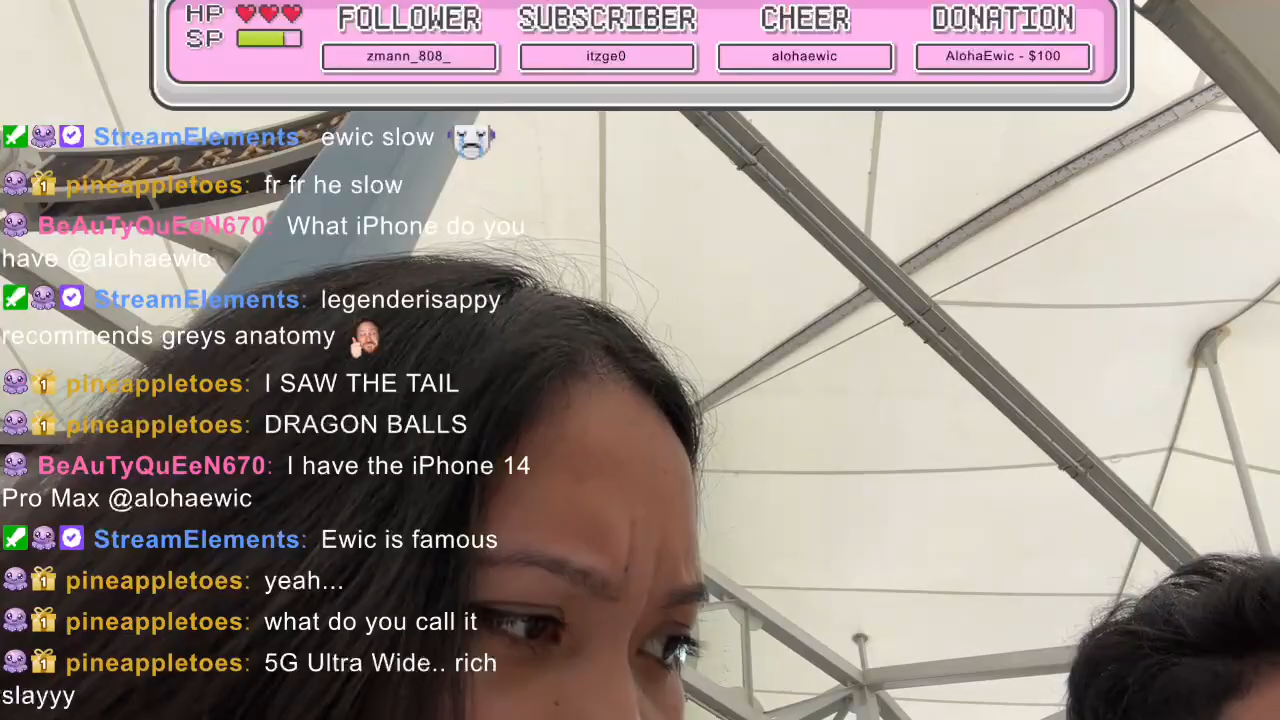 HP FOLLOWER SUBSCRIBER CHEER DONATION
SP zmann_808_ itzge0 alohaewic AlohaEwic - $100
StreamElements: ewic slow
pineappletoes: fr fr he slow
BeAuTyQuEeN670: What iPhone do you
have @alohaewic
StreamElements: legenderisappy
recommends greys anatomy
pineappletoes: I SAW THE TAIL
pineappletoes: DRAGON BALLS
BeAuTyQuEeN670: I have the iPhone 14
Pro Max @alohaewic
StreamElements: Ewic is famous
pineappletoes: yeah...
pineappletoes: what do you call it
pineappletoes: 5G Ultra Wide.. rich
slayyy